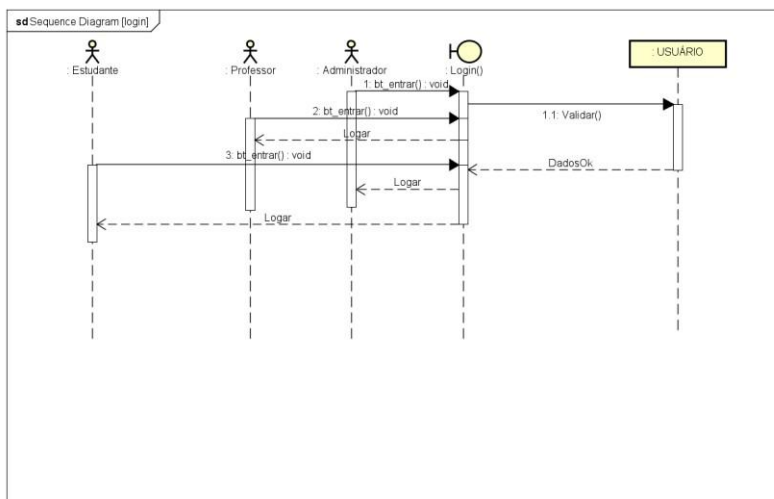 sd Sequence Diagram [login]
: Estudante
: Professor
: Administrador
: Login()
: USUÁRIO
1: bt_entrar() : void
1.1: Validar()
2: bt_entrar() : void
Logar
3: bt_entrar() : void
DadosOk
Logar
Logar